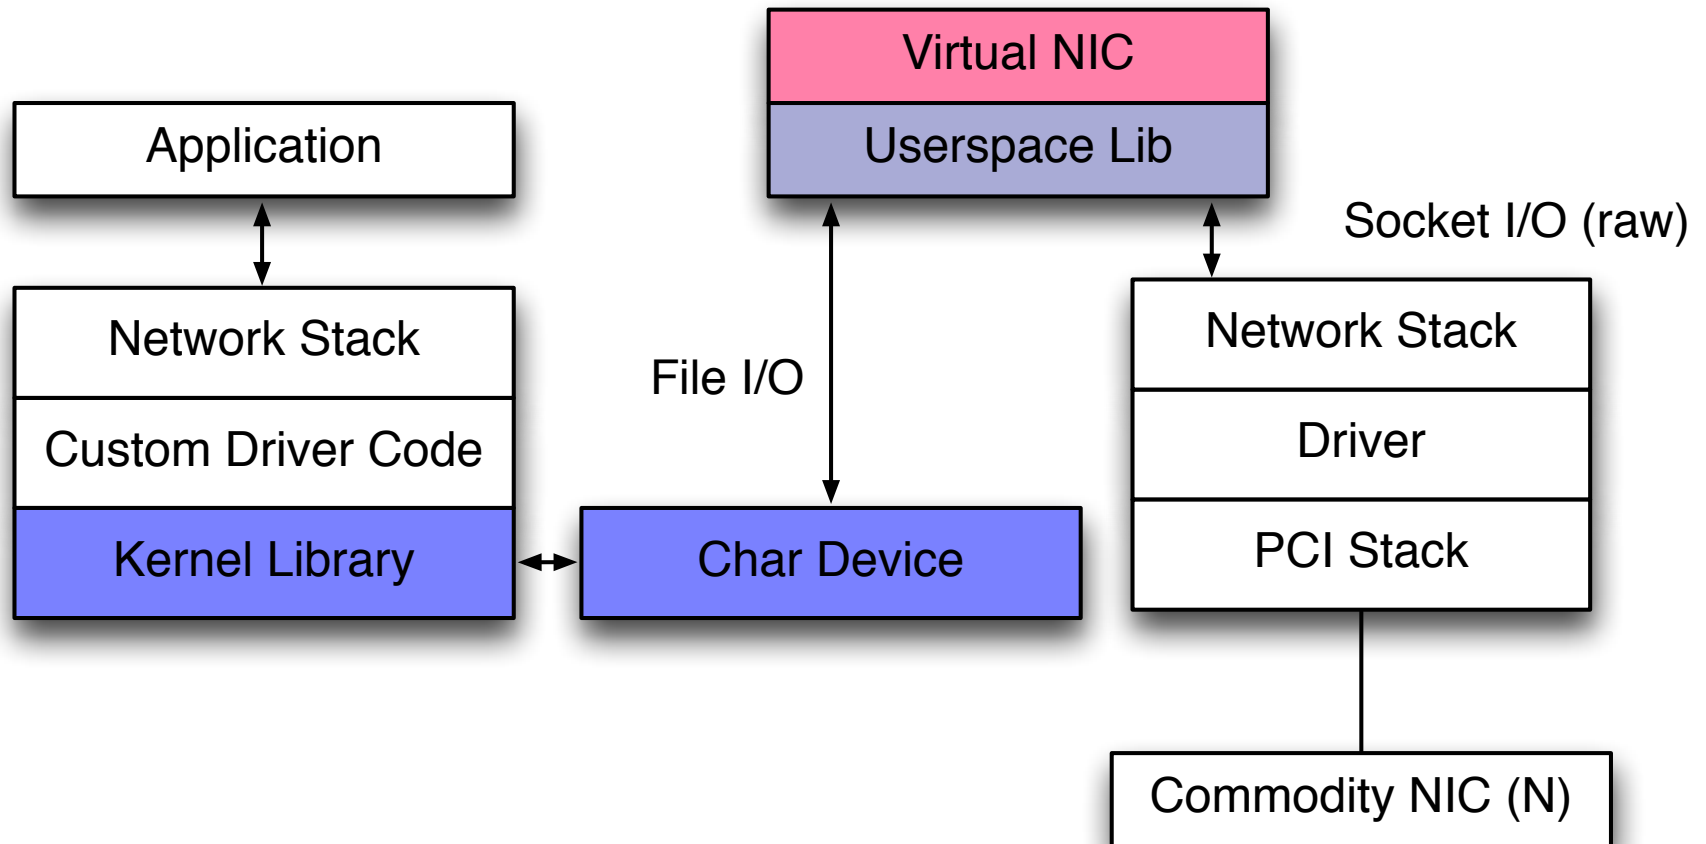 Virtual NIC
Userspace Lib
Application
Socket I/O (raw)
Network Stack
Custom Driver Code
Kernel Library
File I/O
Char Device
Network Stack
Driver
PCI Stack
Commodity NIC (N)